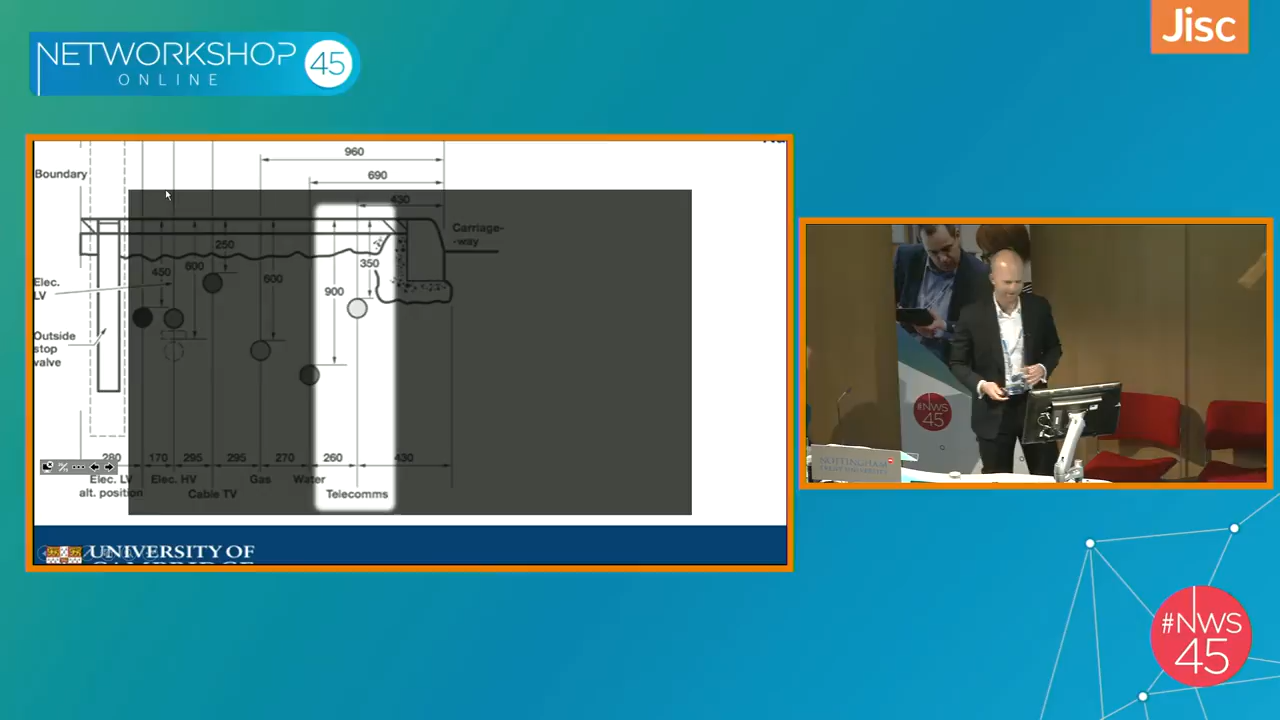 NETWORKSHOP 45
ONLINE
Jisc
960
Boundary
690
430
Carriage-
-way
250
350
450
600
600
900
Elec.
LV
Outside
stop
valve
280
170
295
295
270
260
430
Elec. LV
alt. position
Elec. HV
Cable TV
Gas
Water
Telecomms
UNIVERSITY OF
CAMBRIDGE
#NWS
45
NOTTINGHAM
#NWS
45